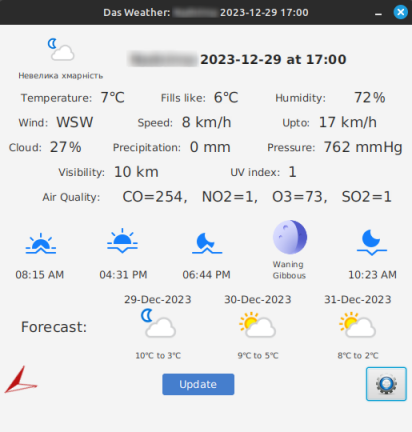 Das Weather: 2023-12-29 17:00
2023-12-29 at 17:00
Невелика хмарність
Temperature: 7℃ Fills like: 6℃ Humidity: 72%
Wind: WSW Speed: 8 km/h Upto: 17 km/h
Cloud: 27% Precipitation: 0 mm Pressure: 762 mmHg
Visibility: 10 km UV index: 1
Air Quality: CO=254, NO2=1, O3=73, SO2=1
Waning
Gibbous
08:15 AM 04:31 PM 06:44 PM 10:23 AM
29-Dec-2023 30-Dec-2023 31-Dec-2023
Forecast:
10℃ to 3℃ 9℃ to 5℃ 8℃ to 2℃
Update